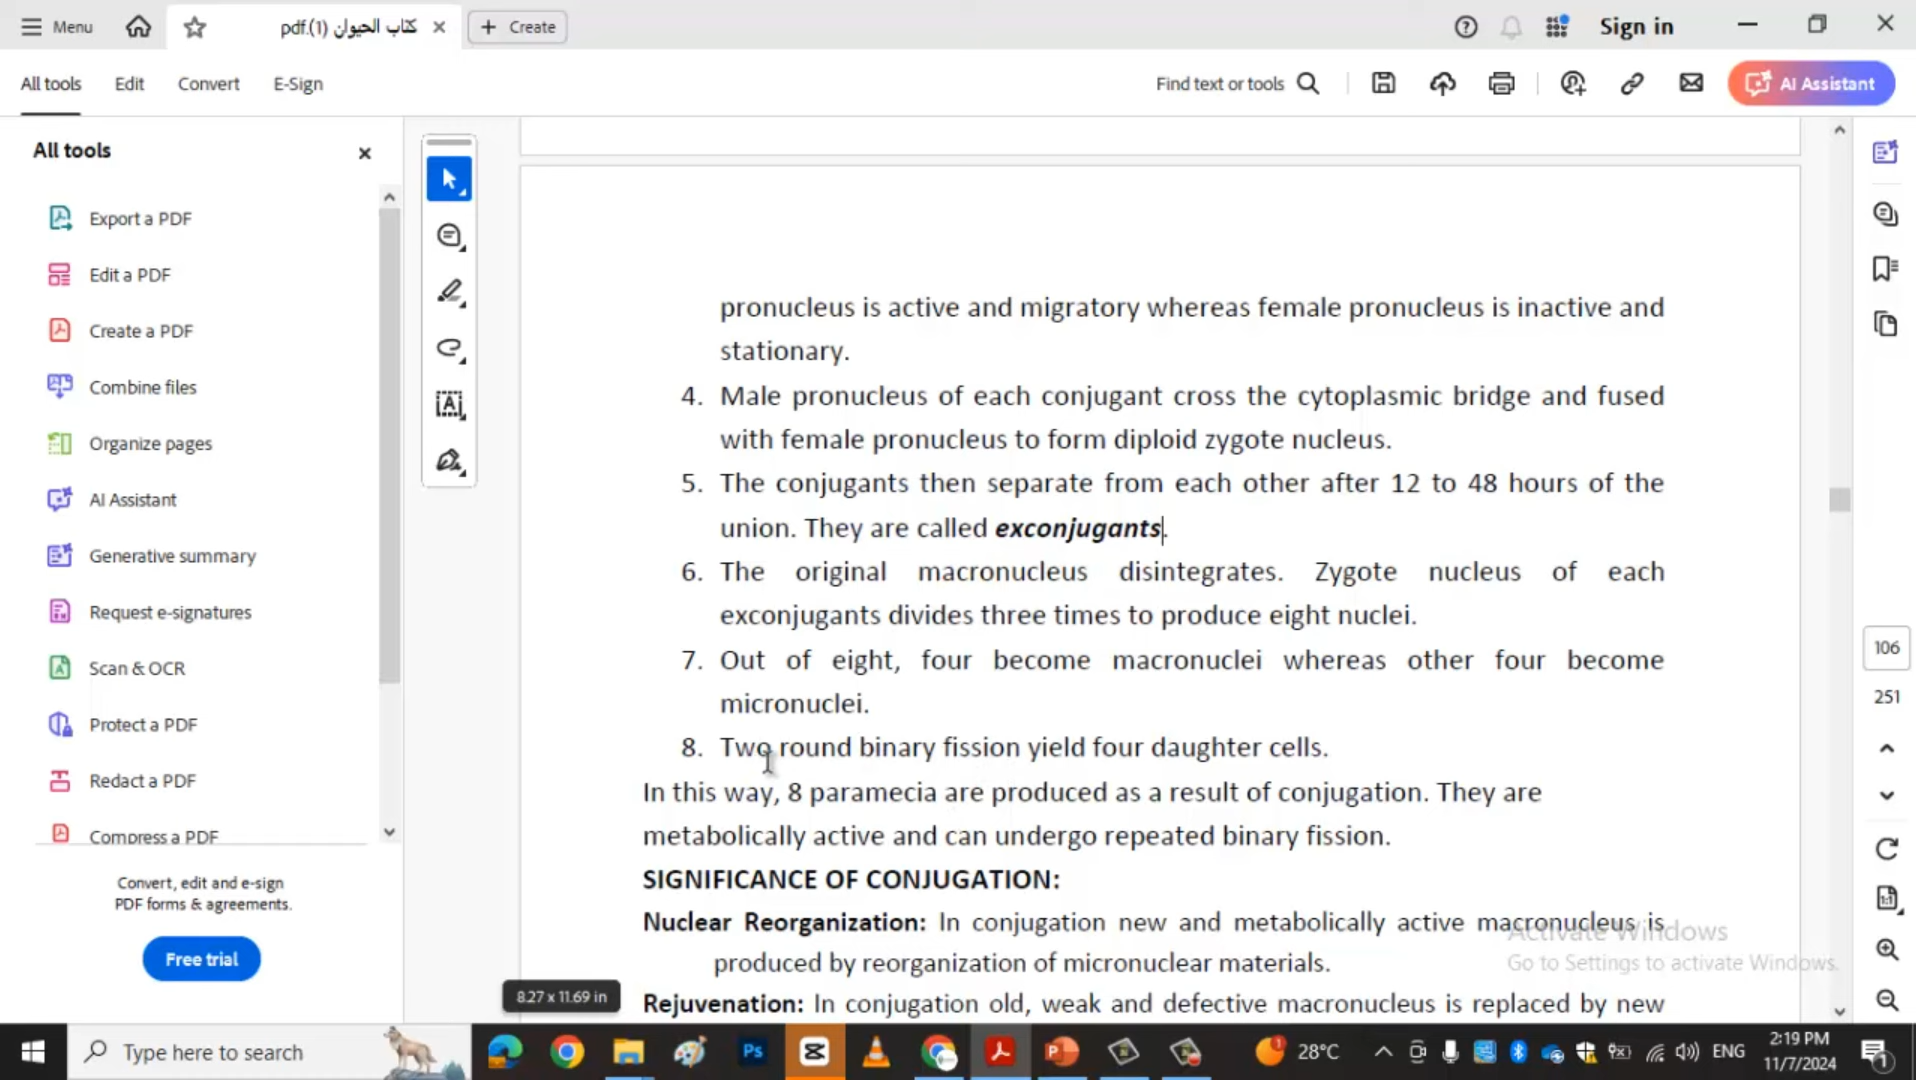 Menu
كتاب الحيوان (1).pdf
Create
Sign in
All tools
Edit
Convert
E-Sign
Find text or tools
AI Assistant
All tools
Export a PDF
Edit a PDF
Create a PDF
Combine files
Organize pages
AI Assistant
Generative summary
Request e-signatures
Scan & OCR
Protect a PDF
Redact a PDF
Compress a PDF
Convert, edit and e-sign
PDF forms & agreements.
Free trial
pronucleus is active and migratory whereas female pronucleus is inactive and
stationary.
4. Male pronucleus of each conjugant cross the cytoplasmic bridge and fused
with female pronucleus to form diploid zygote nucleus.
5. The conjugants then separate from each other after 12 to 48 hours of the
union. They are called exconjugants.
6. The original macronucleus disintegrates. Zygote nucleus of each
exconjugants divides three times to produce eight nuclei.
7. Out of eight, four become macronuclei whereas other four become
micronuclei.
8. Two round binary fission yield four daughter cells.
In this way, 8 paramecia are produced as a result of conjugation. They are
metabolically active and can undergo repeated binary fission.
SIGNIFICANCE OF CONJUGATION:
Nuclear Reorganization: In conjugation new and metabolically active macronucleus is
produced by reorganization of micronuclear materials.
Rejuvenation: In conjugation old, weak and defective macronucleus is replaced by new
8.27 x 11.69 in
106
251
Activate Windows
Go to Settings to activate Windows.
Type here to search
Ps
28°C
ENG
2:19 PM
11/7/2024
1